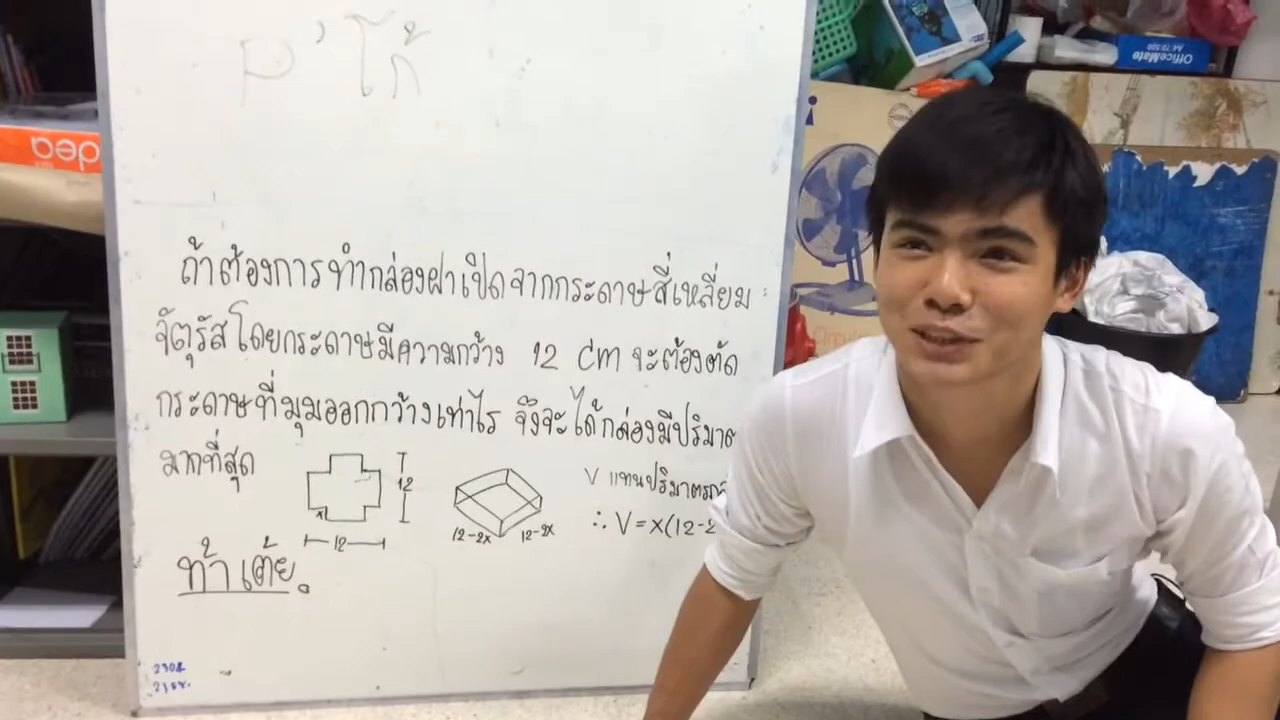 P'โก้
ถ้าต้องการทำกล่องฝาเปิดจากกระดาษสี่เหลี่ยม
จัตุรัสโดยกระดาษมีความกว้าง 12 cm จะต้องตัด
กระดาษที่มุมออกกว้างเท่าไร จึงจะได้กล่องมีปริมาต
มากที่สุด
12
x
12
12-2x 12-2x
V แทนปริมาตรก
∴ V = x(12-2
ท้าเต้ย.
OfficeMate